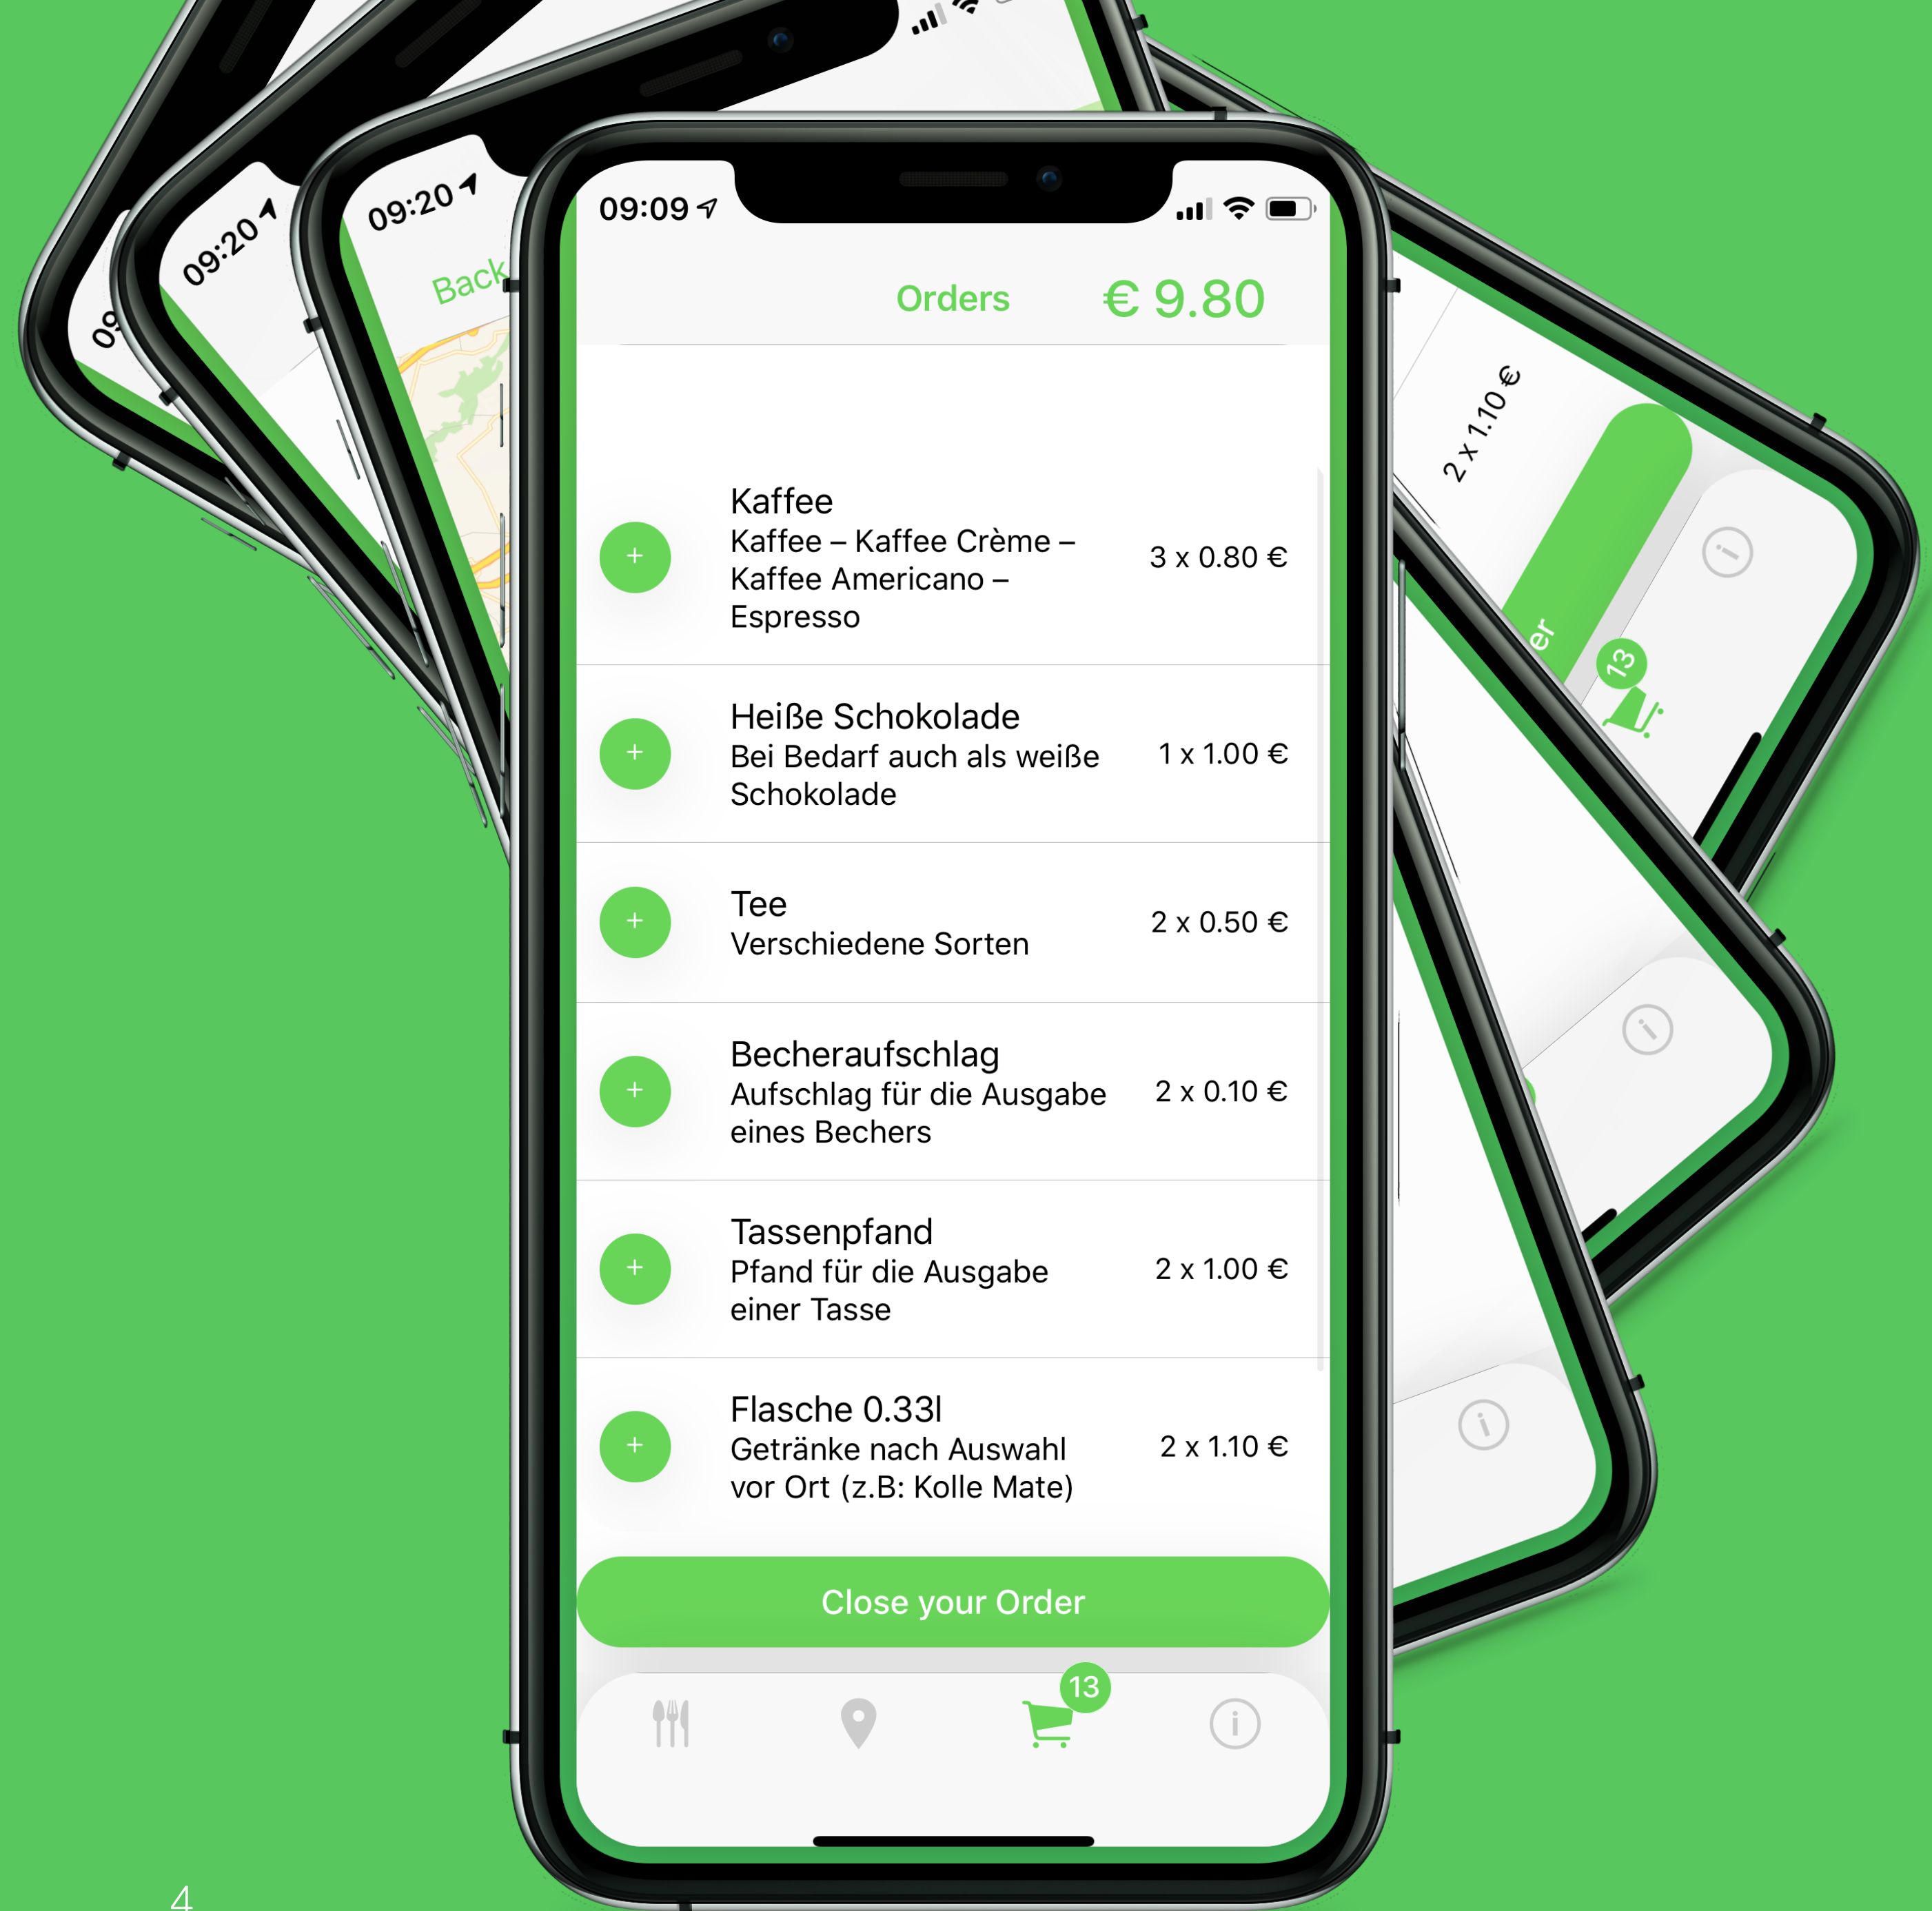 09:20
09:20
Back
09:09
Orders
€ 9.80
Kaffee
Kaffee – Kaffee Crème –
Kaffee Americano –
Espresso
3 x 0.80 €
Heiße Schokolade
Bei Bedarf auch als weiße
Schokolade
1 x 1.00 €
Tee
Verschiedene Sorten
2 x 0.50 €
Becheraufschlag
Aufschlag für die Ausgabe
eines Bechers
2 x 0.10 €
Tassenpfand
Pfand für die Ausgabe
einer Tasse
2 x 1.00 €
Flasche 0.33l
Getränke nach Auswahl
vor Ort (z.B: Kolle Mate)
2 x 1.10 €
Close your Order
13
2 x 1.10 €
er
13
4